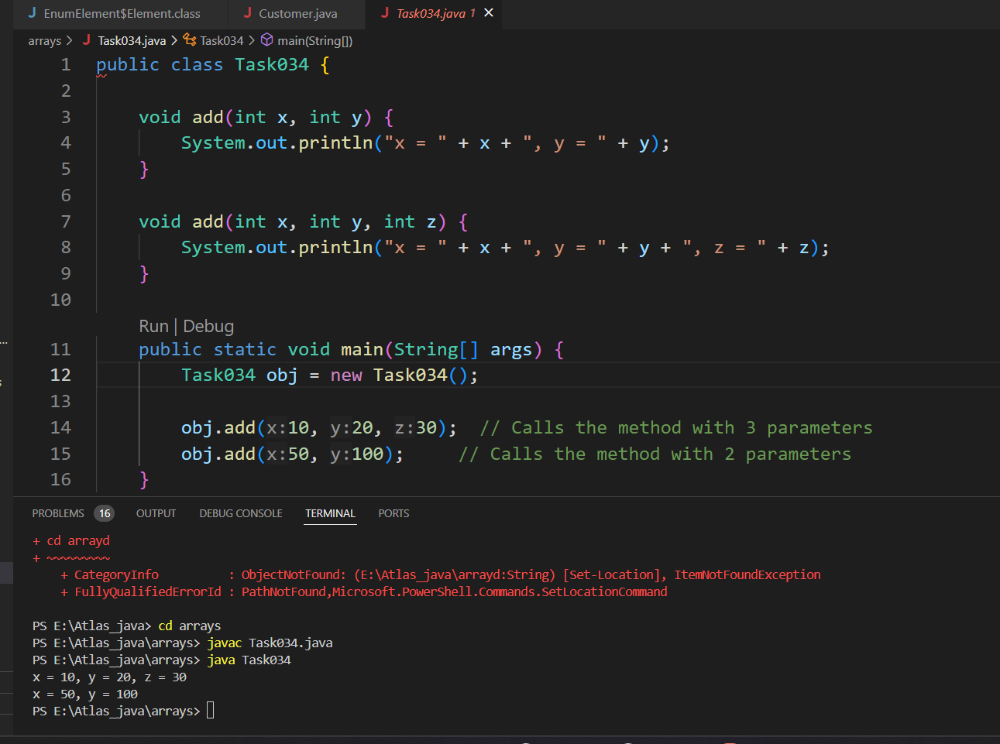 EnumElement$Element.class Customer.java Task034.java 1
arrays > Task034.java > Task034 > main(String[])
1 public class Task034 {
2
3 void add(int x, int y) {
4 System.out.println("x = " + x + ", y = " + y);
5 }
6
7 void add(int x, int y, int z) {
8 System.out.println("x = " + x + ", y = " + y + ", z = " + z);
9 }
10
Run | Debug
11 public static void main(String[] args) {
12 Task034 obj = new Task034();
13
14 obj.add(x:10, y:20, z:30); // Calls the method with 3 parameters
15 obj.add(x:50, y:100); // Calls the method with 2 parameters
16 }
PROBLEMS 16 OUTPUT DEBUG CONSOLE TERMINAL PORTS
+ cd arrayd
+ ~~~~~~~~~
+ CategoryInfo : ObjectNotFound: (E:\Atlas_java\arrayd:String) [Set-Location], ItemNotFoundException
+ FullyQualifiedErrorId : PathNotFound,Microsoft.PowerShell.Commands.SetLocationCommand
PS E:\Atlas_java> cd arrays
PS E:\Atlas_java\arrays> javac Task034.java
PS E:\Atlas_java\arrays> java Task034
x = 10, y = 20, z = 30
x = 50, y = 100
PS E:\Atlas_java\arrays>